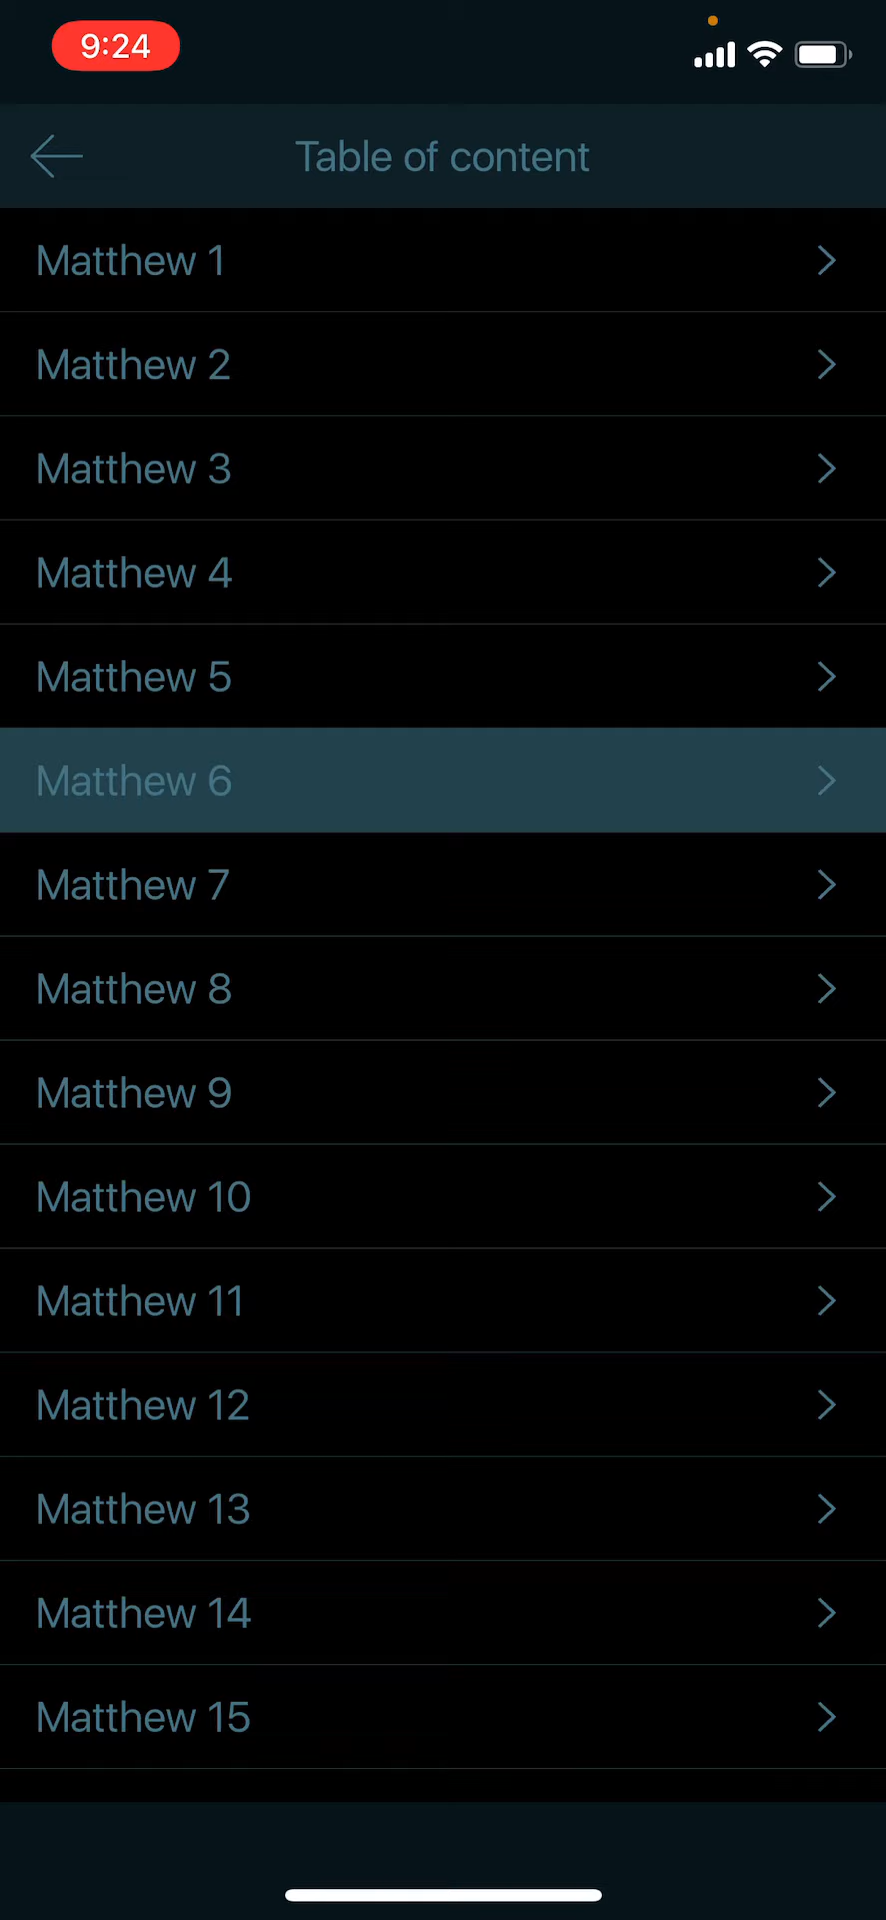 9:24
Table of content
Matthew 1
Matthew 2
Matthew 3
Matthew 4
Matthew 5
Matthew 6
Matthew 7
Matthew 8
Matthew 9
Matthew 10
Matthew 11
Matthew 12
Matthew 13
Matthew 14
Matthew 15